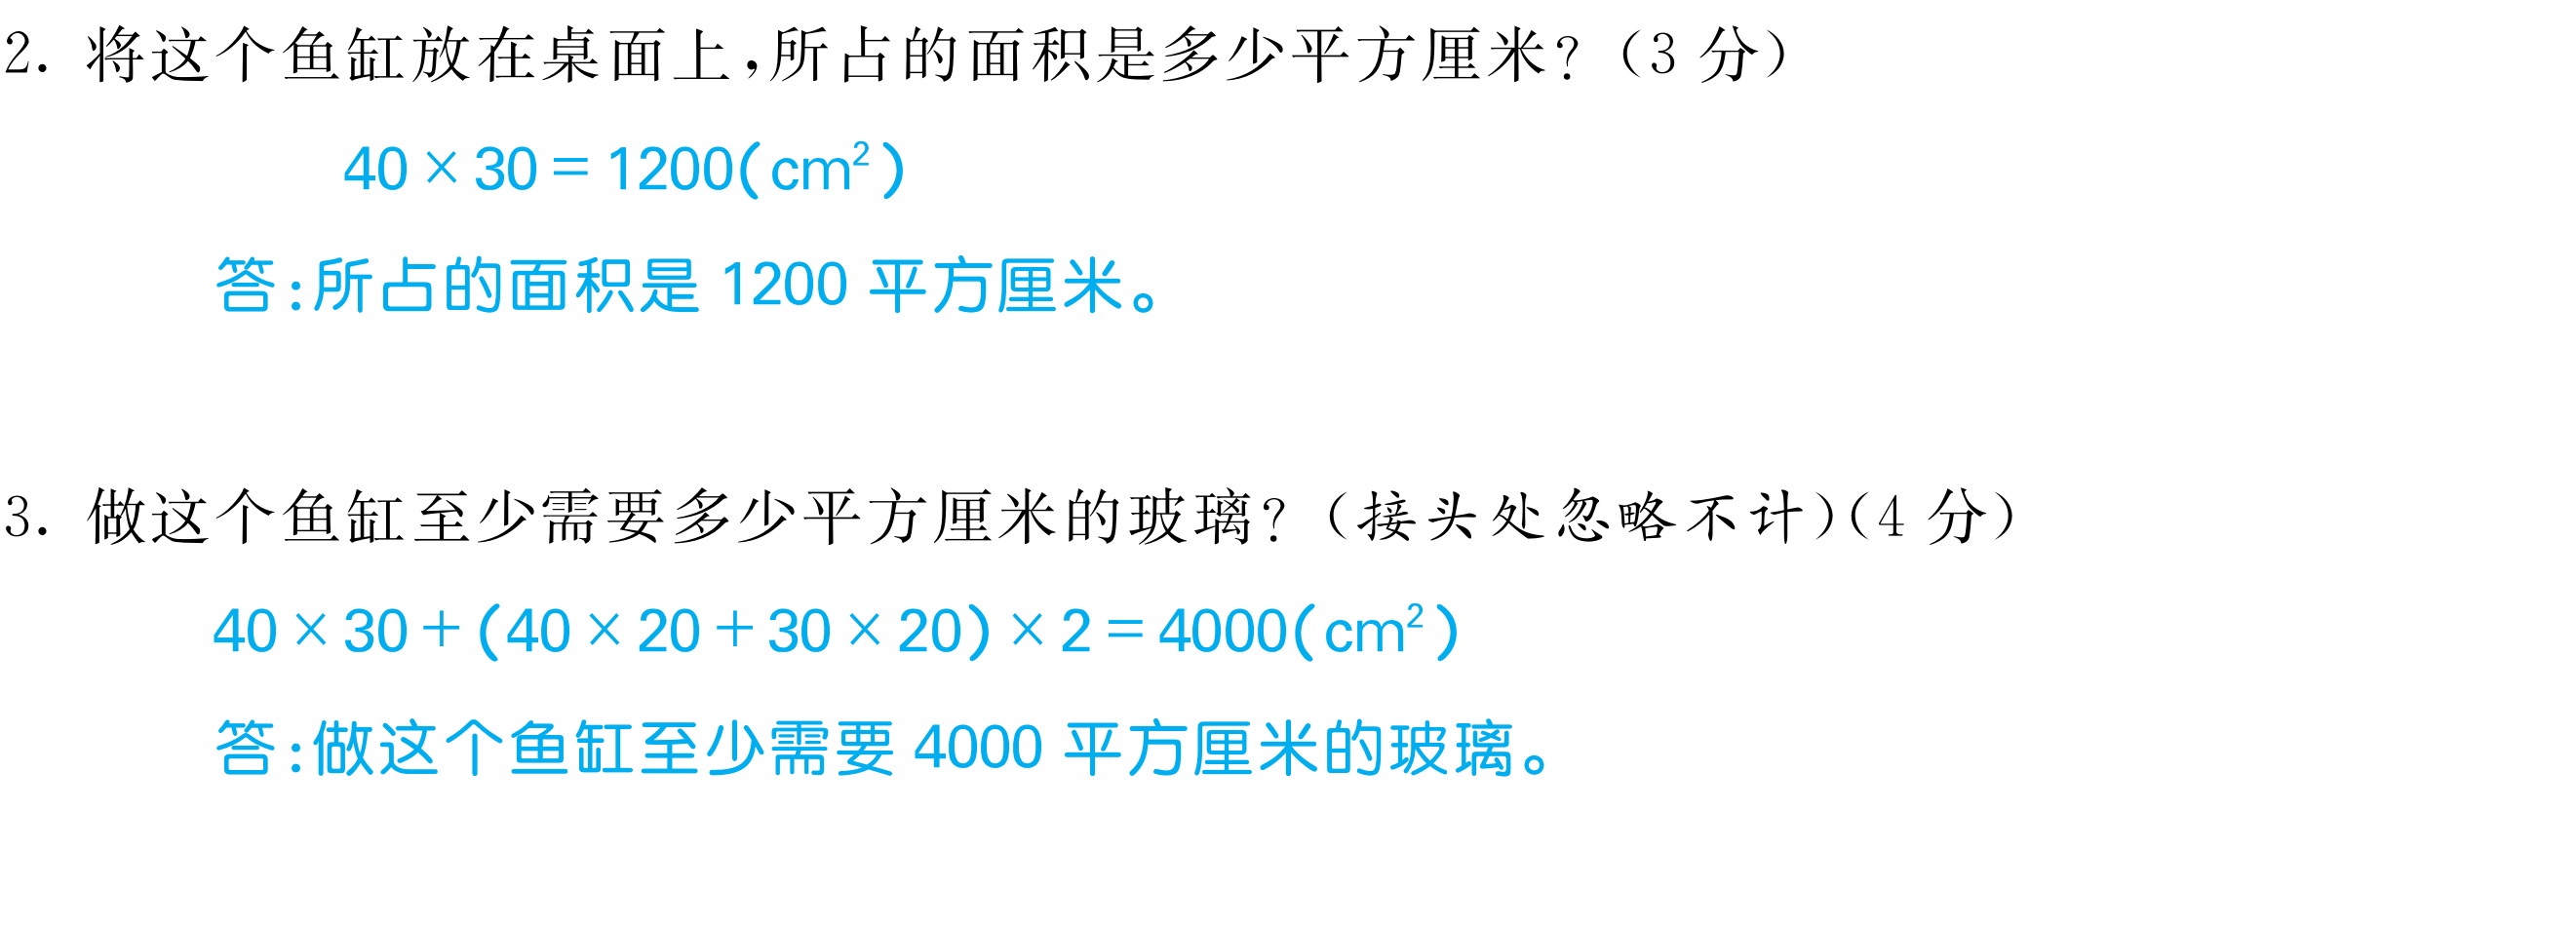 2. 将这个鱼缸放在桌面上,所占的面积是多少平方厘米?(3 分)
40 × 30 = 1200(cm²)
答:所占的面积是 1200 平方厘米。
3. 做这个鱼缸至少需要多少平方厘米的玻璃?(接头处忽略不计)(4 分)
40 × 30 + (40 × 20 + 30 × 20) × 2 = 4000(cm²)
答:做这个鱼缸至少需要 4000 平方厘米的玻璃。